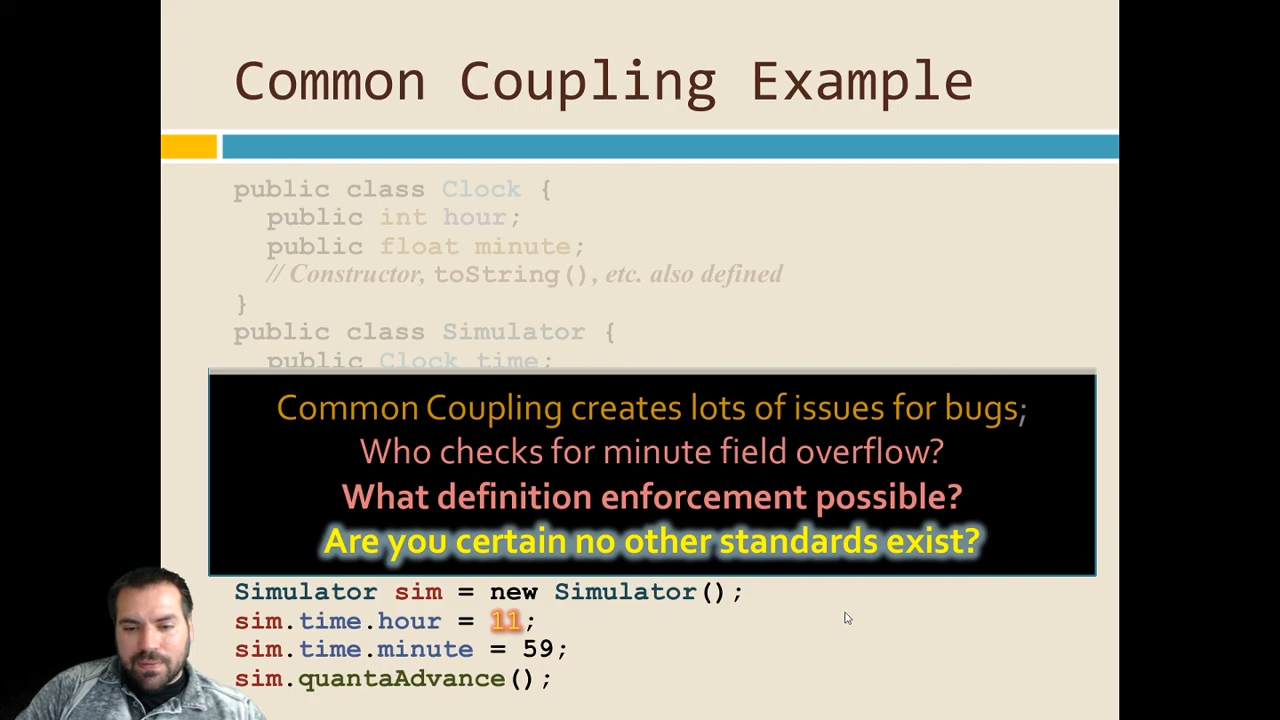 Common Coupling Example
public class Clock {
public int hour;
public float minute;
// Constructor, toString(), etc. also defined
}
public class Simulator {
public Clock time;
Common Coupling creates lots of issues for bugs;
Who checks for minute field overflow?
What definition enforcement possible?
Are you certain no other standards exist?
Simulator sim = new Simulator();
sim.time.hour = 11;
sim.time.minute = 59;
sim.quantaAdvance();